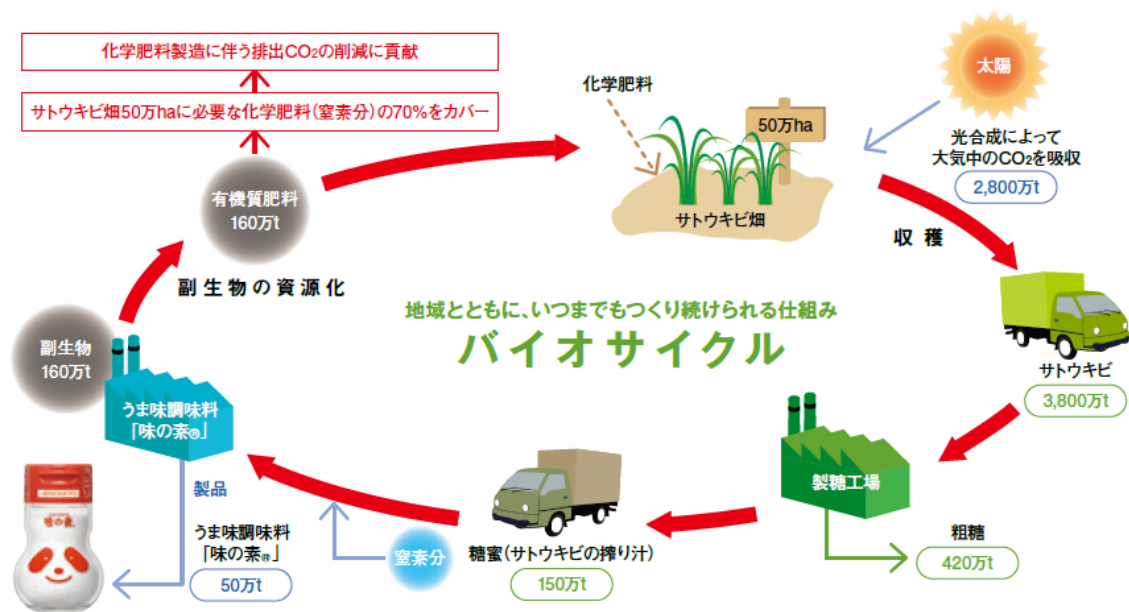 化学肥料製造に伴う排出CO₂の削減に貢献
サトウキビ畑50万haに必要な化学肥料（窒素分）の70%をカバー
有機質肥料
160万t
副生物の資源化
副生物
160万t
うま味調味料
「味の素®」
製品
うま味調味料
「味の素®」
50万t
味の素
化学肥料
50万ha
サトウキビ畑
太陽
光合成によって
大気中のCO₂を吸収
2,800万t
収穫
地域とともに、いつまでもつくり続けられる仕組み
バイオサイクル
サトウキビ
3,800万t
製糖工場
粗糖
420万t
糖蜜（サトウキビの搾り汁）
150万t
窒素分